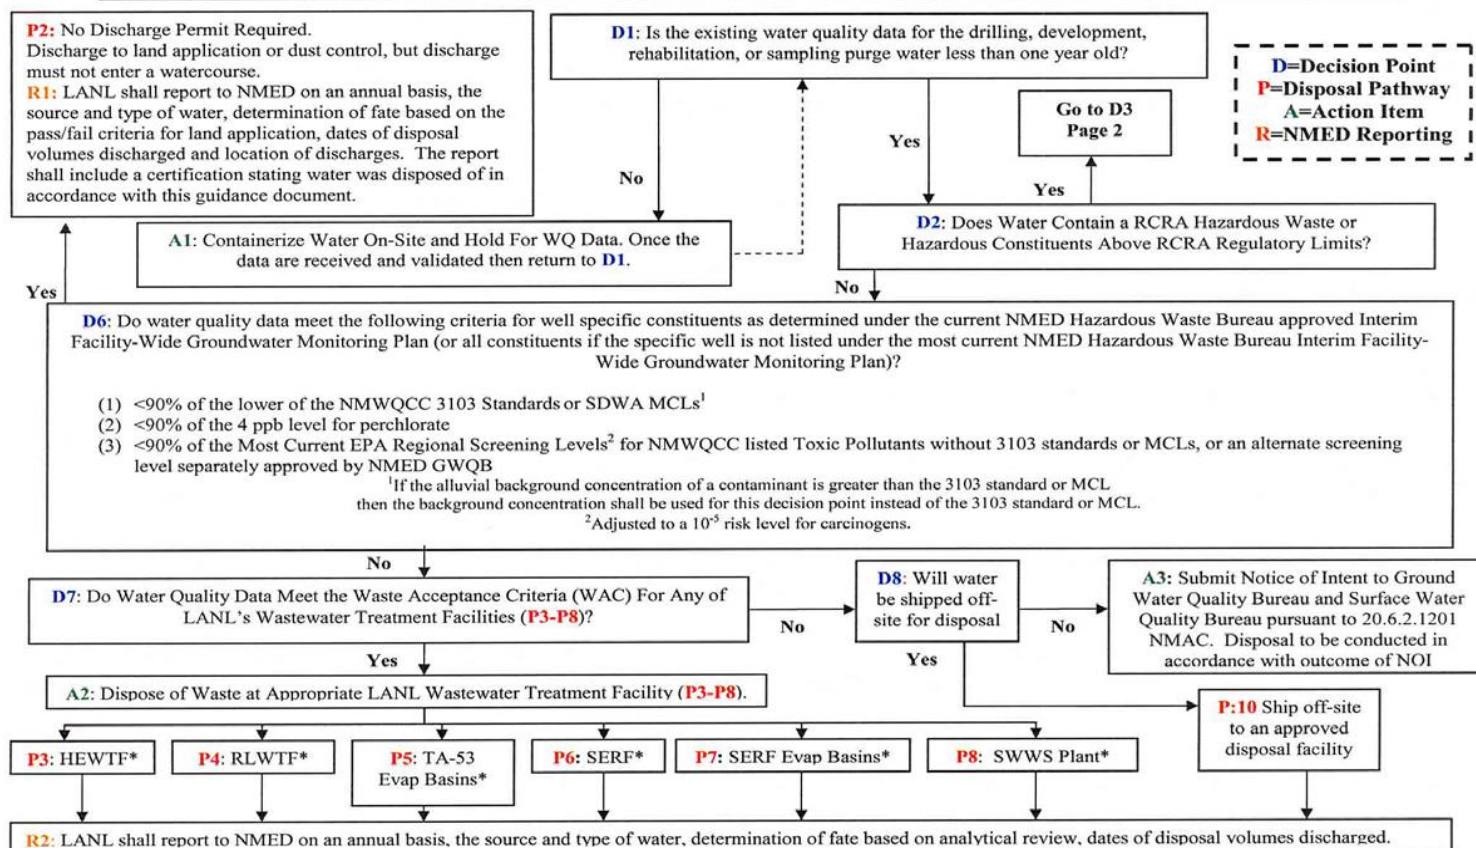 P2: No Discharge Permit Required.
Discharge to land application or dust control, but discharge
must not enter a watercourse.
R1: LANL shall report to NMED on an annual basis, the
source and type of water, determination of fate based on the
pass/fail criteria for land application, dates of disposal
volumes discharged and location of discharges. The report
shall include a certification stating water was disposed of in
accordance with this guidance document.
D1: Is the existing water quality data for the drilling, development,
rehabilitation, or sampling purge water less than one year old?
D=Decision Point
P=Disposal Pathway
A=Action Item
R=NMED Reporting
Go to D3
Page 2
Yes
No
Yes
A1: Containerize Water On-Site and Hold For WQ Data. Once the
data are received and validated then return to D1.
D2: Does Water Contain a RCRA Hazardous Waste or
Hazardous Constituents Above RCRA Regulatory Limits?
Yes
No
D6: Do water quality data meet the following criteria for well specific constituents as determined under the current NMED Hazardous Waste Bureau approved Interim
Facility-Wide Groundwater Monitoring Plan (or all constituents if the specific well is not listed under the most current NMED Hazardous Waste Bureau Interim Facility-
Wide Groundwater Monitoring Plan)?
(1) <90% of the lower of the NMWQCC 3103 Standards or SDWA MCLs¹
(2) <90% of the 4 ppb level for perchlorate
(3) <90% of the Most Current EPA Regional Screening Levels² for NMWQCC listed Toxic Pollutants without 3103 standards or MCLs, or an alternate screening
level separately approved by NMED GWQB
¹If the alluvial background concentration of a contaminant is greater than the 3103 standard or MCL
then the background concentration shall be used for this decision point instead of the 3103 standard or MCL.
²Adjusted to a 10⁻⁵ risk level for carcinogens.
No
D7: Do Water Quality Data Meet the Waste Acceptance Criteria (WAC) For Any of
LANL's Wastewater Treatment Facilities (P3-P8)?
No
D8: Will water
be shipped off-
site for disposal
No
A3: Submit Notice of Intent to Ground
Water Quality Bureau and Surface Water
Quality Bureau pursuant to 20.6.2.1201
NMAC. Disposal to be conducted in
accordance with outcome of NOI
Yes
Yes
A2: Dispose of Waste at Appropriate LANL Wastewater Treatment Facility (P3-P8).
P:10 Ship off-site
to an approved
disposal facility
P3: HEWTF*
P4: RLWTF*
P5: TA-53
Evap Basins*
P6: SERF*
P7: SERF Evap Basins*
P8: SWWS Plant*
R2: LANL shall report to NMED on an annual basis, the source and type of water, determination of fate based on analytical review, dates of disposal volumes discharged.